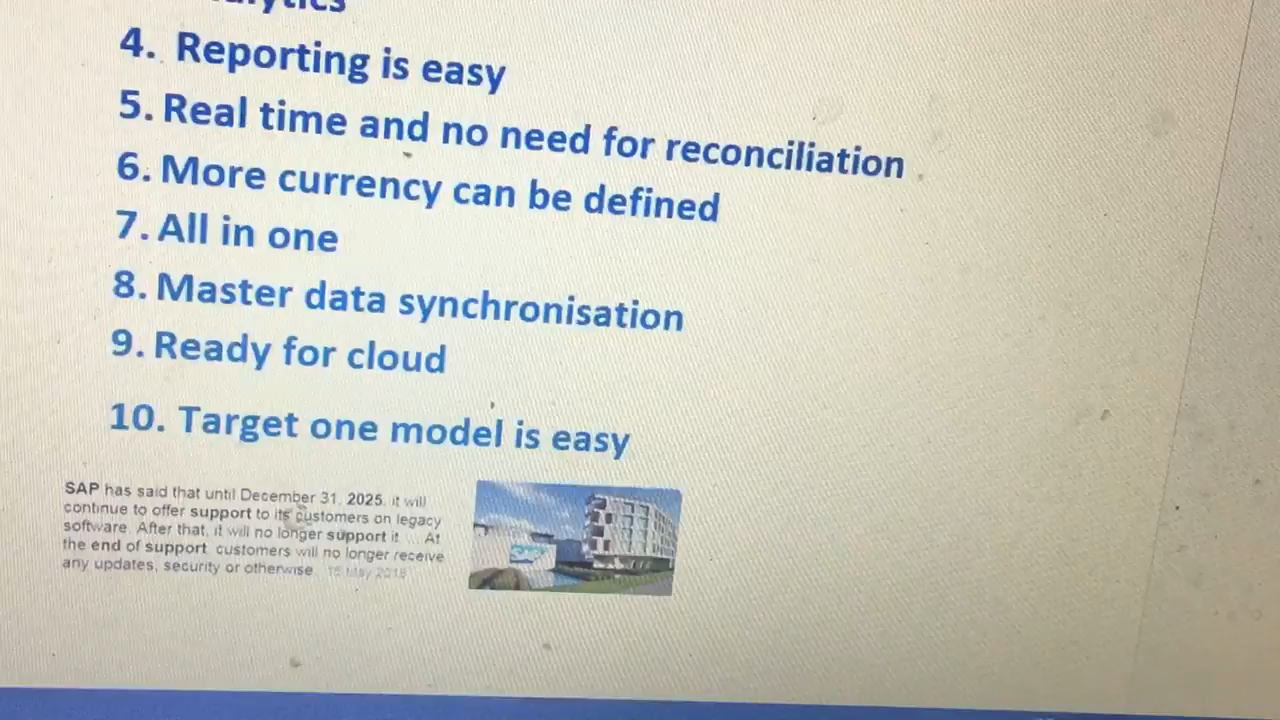 alytics
4. Reporting is easy
5. Real time and no need for reconciliation
6. More currency can be defined
7. All in one
8. Master data synchronisation
9. Ready for cloud
10. Target one model is easy
SAP has said that until December 31, 2025, it will
continue to offer support to its customers on legacy
software. After that, it will no longer support it ... At
the end of support, customers will no longer receive
any updates, security or otherwise. 15 May 2018